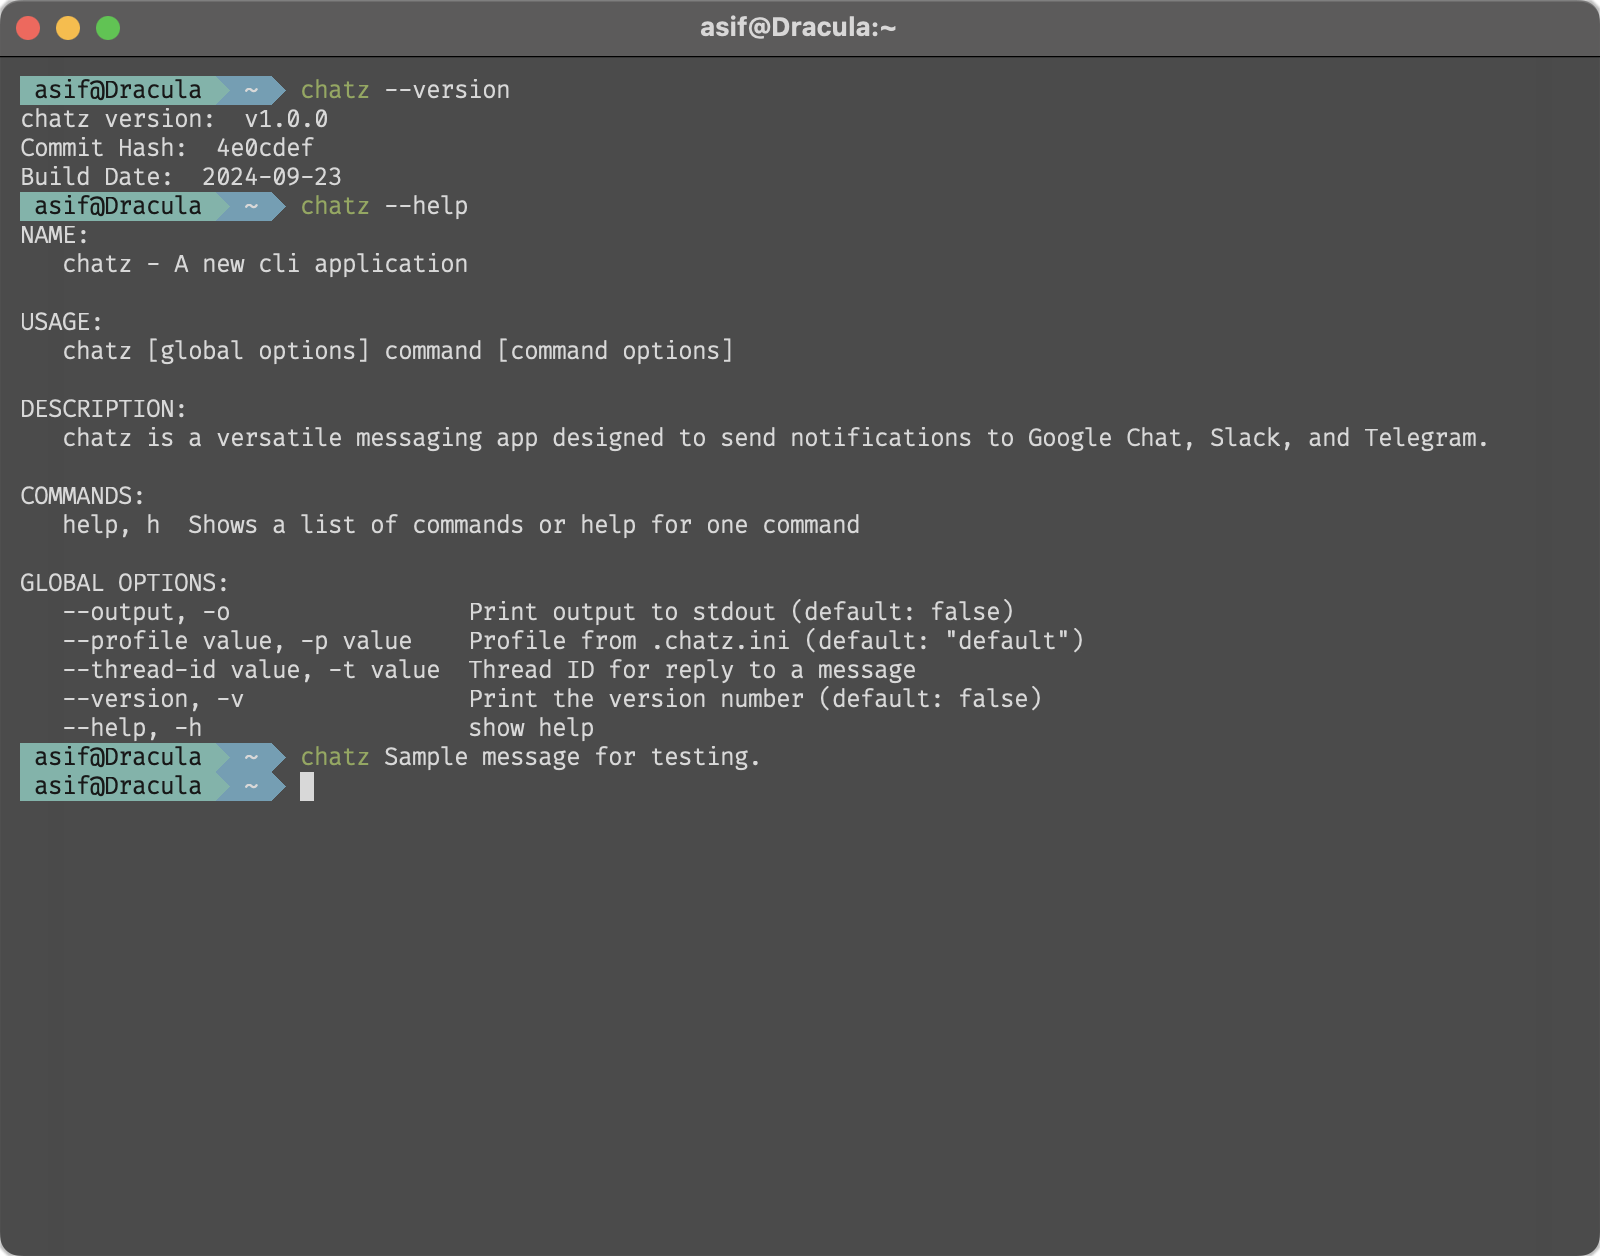 asif@Dracula:~
asif@Dracula ~ chatz --version
chatz version:  v1.0.0
Commit Hash:  4e0cdef
Build Date:  2024-09-23
asif@Dracula ~ chatz --help
NAME:
   chatz - A new cli application

USAGE:
   chatz [global options] command [command options]

DESCRIPTION:
   chatz is a versatile messaging app designed to send notifications to Google Chat, Slack, and Telegram.

COMMANDS:
   help, h  Shows a list of commands or help for one command

GLOBAL OPTIONS:
   --output, -o                 Print output to stdout (default: false)
   --profile value, -p value    Profile from .chatz.ini (default: "default")
   --thread-id value, -t value  Thread ID for reply to a message
   --version, -v                Print the version number (default: false)
   --help, -h                   show help
asif@Dracula ~ chatz Sample message for testing.
asif@Dracula ~